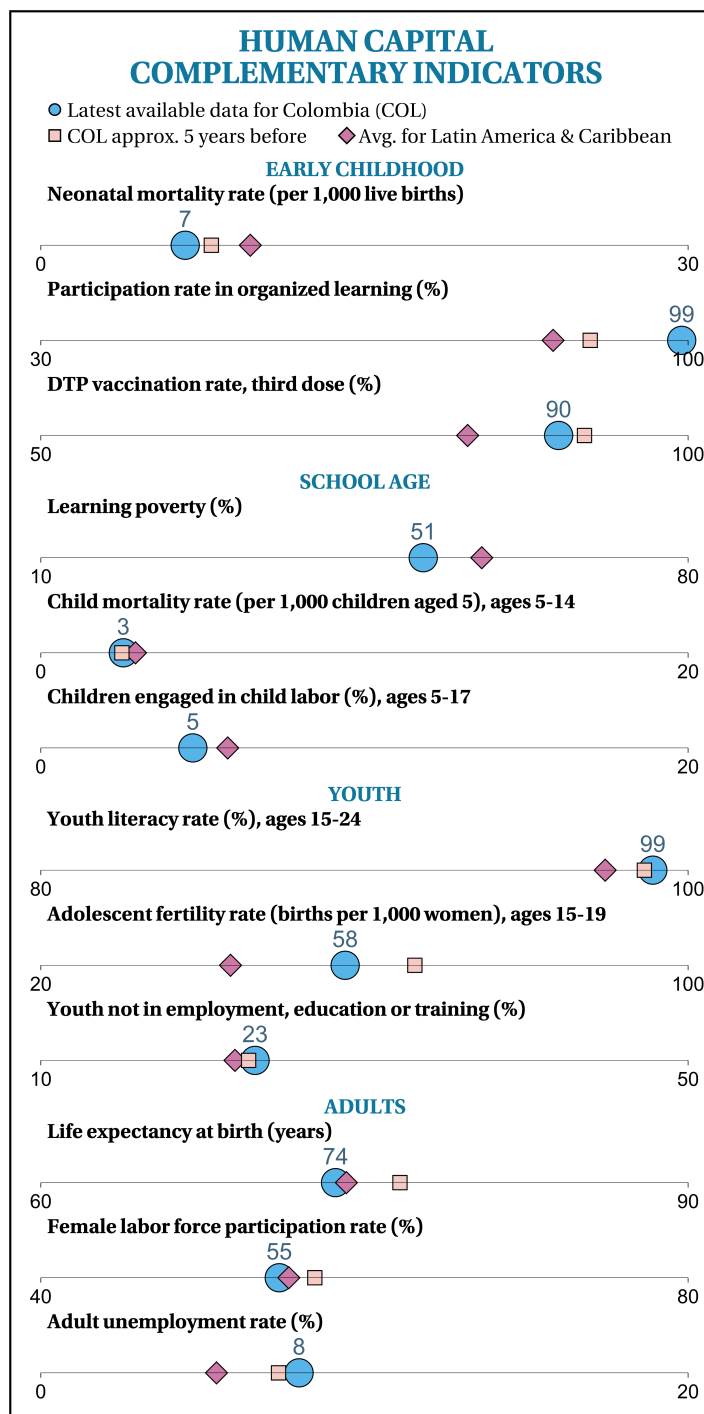 HUMAN CAPITAL
COMPLEMENTARY INDICATORS
Latest available data for Colombia (COL)
COL approx. 5 years before Avg. for Latin America & Caribbean
EARLY CHILDHOOD
Neonatal mortality rate (per 1,000 live births)
7
0 30
Participation rate in organized learning (%)
99
30 100
DTP vaccination rate, third dose (%)
90
50 100
SCHOOL AGE
Learning poverty (%)
51
10 80
Child mortality rate (per 1,000 children aged 5), ages 5-14
3
0 20
Children engaged in child labor (%), ages 5-17
5
0 20
YOUTH
Youth literacy rate (%), ages 15-24
99
80 100
Adolescent fertility rate (births per 1,000 women), ages 15-19
58
20 100
Youth not in employment, education or training (%)
23
10 50
ADULTS
Life expectancy at birth (years)
74
60 90
Female labor force participation rate (%)
55
40 80
Adult unemployment rate (%)
8
0 20